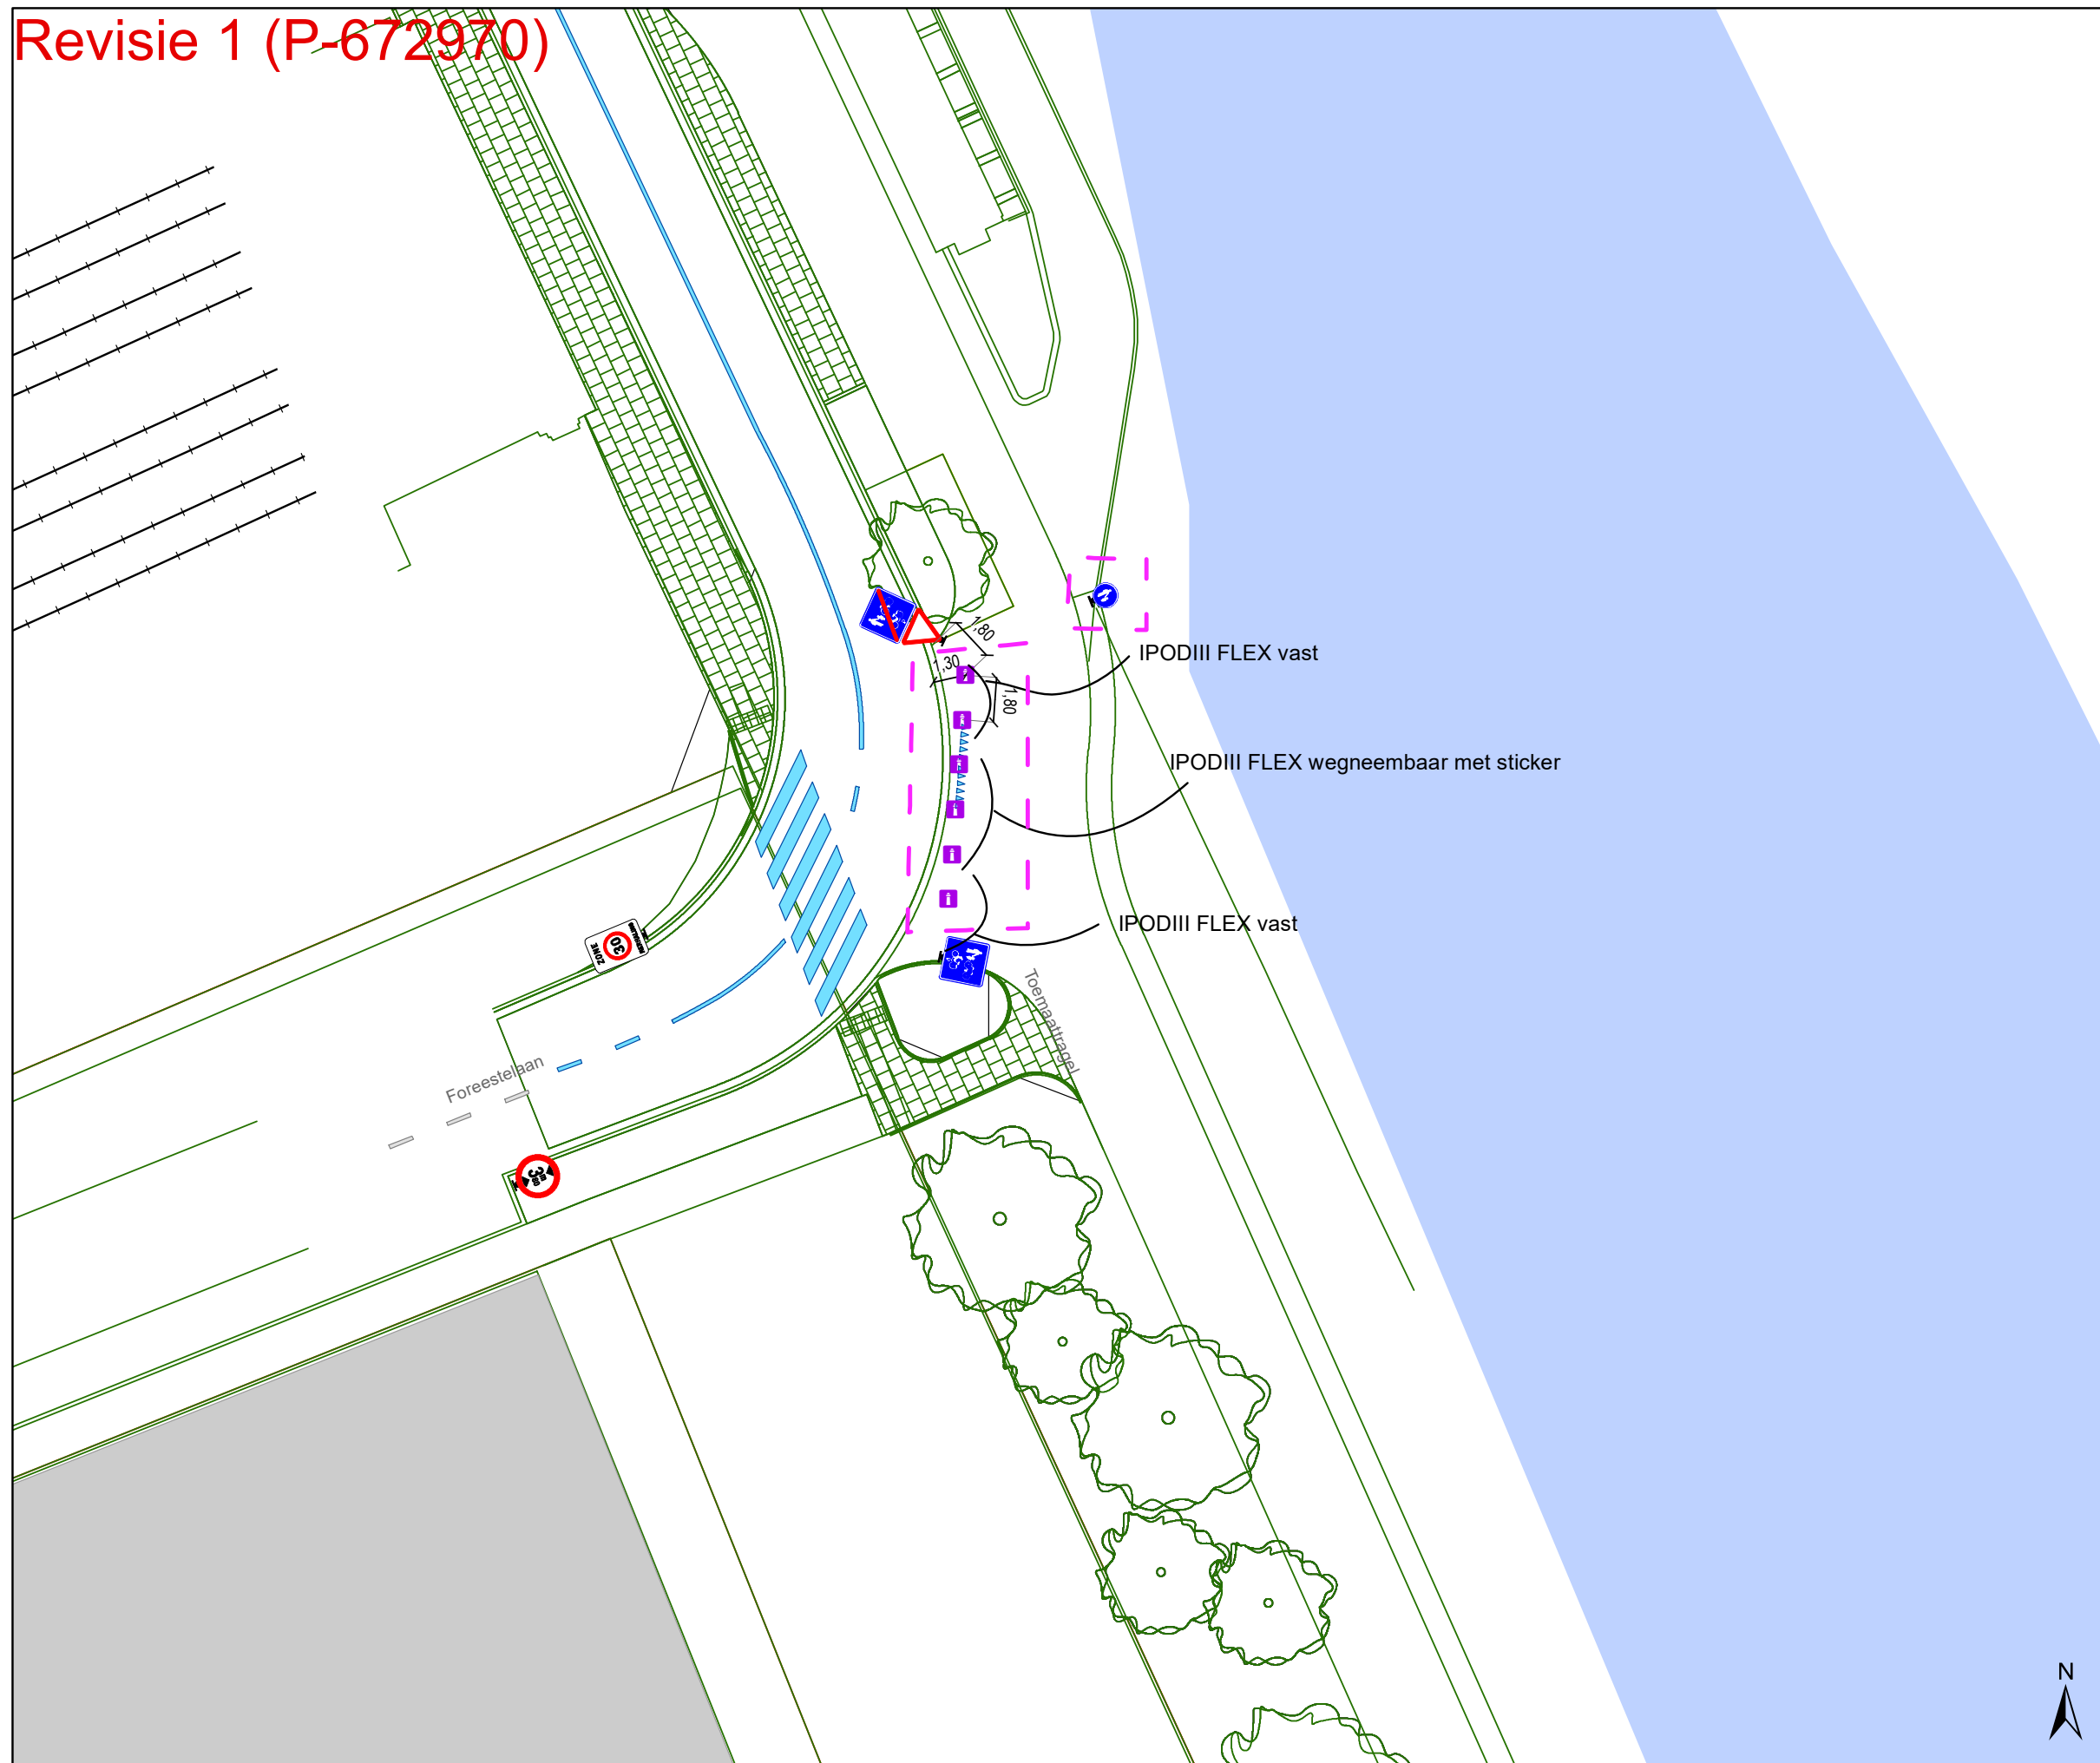 Revisie 1 (P-672970)
1,80
1,30
1,80
IPODIII FLEX vast
IPODIII FLEX wegneembaar met sticker
IPODIII FLEX vast
Toemaattragel
30
ZONE
Foreestelaan